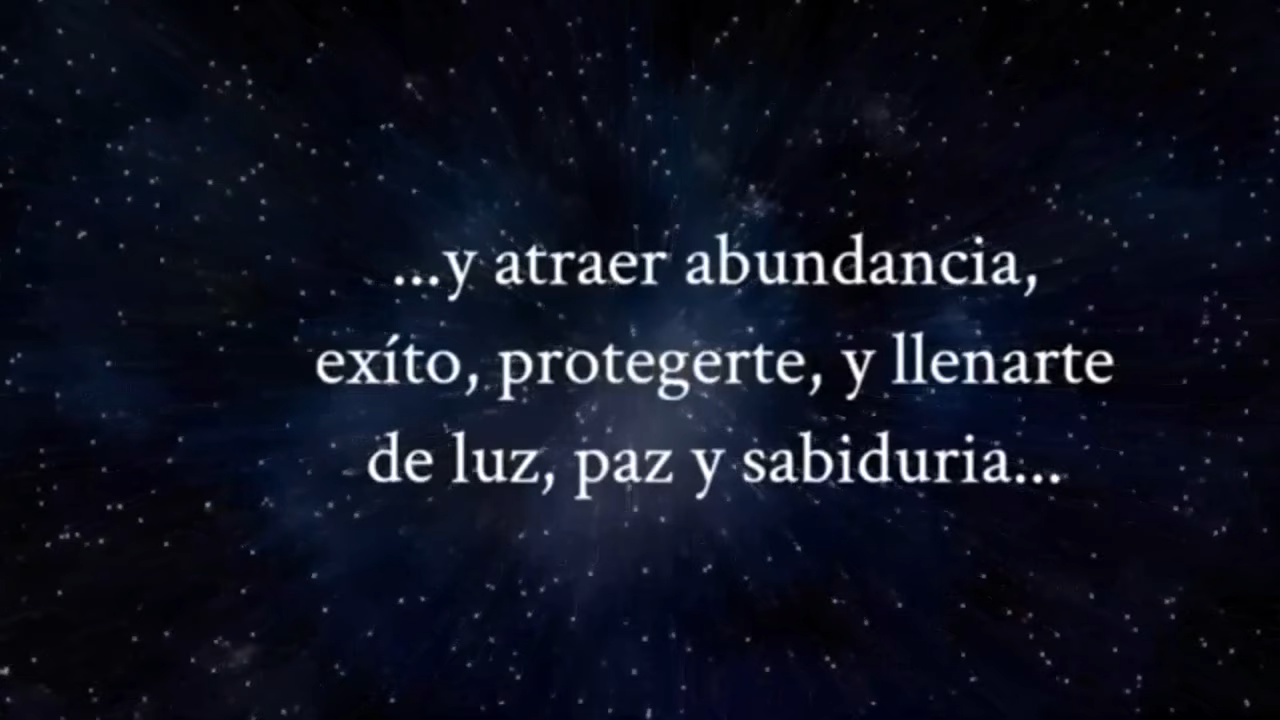 ...y atraer abundancia,
exíto, protegerte, y llenarte
de luz, paz y sabiduria...